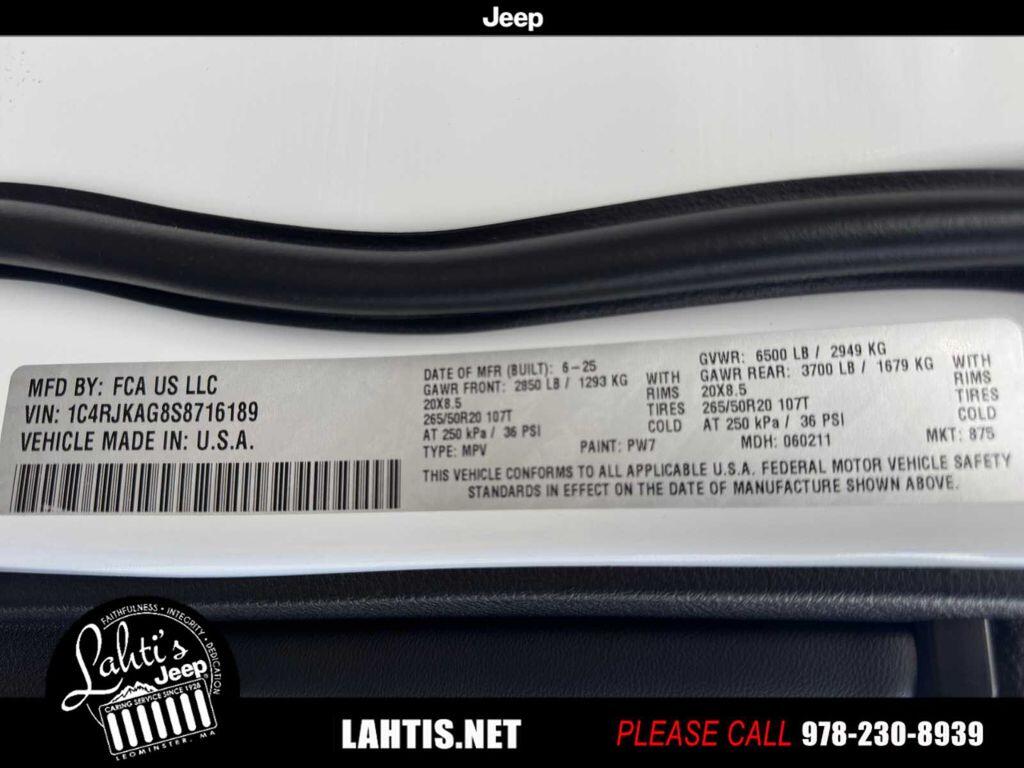 Jeep
MFD BY: FCA US LLC
VIN: 1C4RJKAG8S8716189
VEHICLE MADE IN: U.S.A.
DATE OF MFR (BUILT): 6-25
GAWR FRONT: 2850 LB / 1293 KG WITH
20X8.5 RIMS
265/50R20 107T TIRES
AT 250 kPa / 36 PSI COLD
TYPE: MPV PAINT: PW7
GVWR: 6500 LB / 2949 KG
GAWR REAR: 3700 LB / 1679 KG WITH
20X8.5 RIMS
265/50R20 107T TIRES
AT 250 kPa / 36 PSI COLD
MDH: 060211 MKT: 875
THIS VEHICLE CONFORMS TO ALL APPLICABLE U.S.A. FEDERAL MOTOR VEHICLE SAFETY
STANDARDS IN EFFECT ON THE DATE OF MANUFACTURE SHOWN ABOVE.
FAITHFULNESS • INTEGRITY • DEDICATION
Lahti's
Jeep
CARING SERVICE SINCE 1928
LEOMINSTER, MA
LAHTIS.NET
PLEASE CALL 978-230-8939